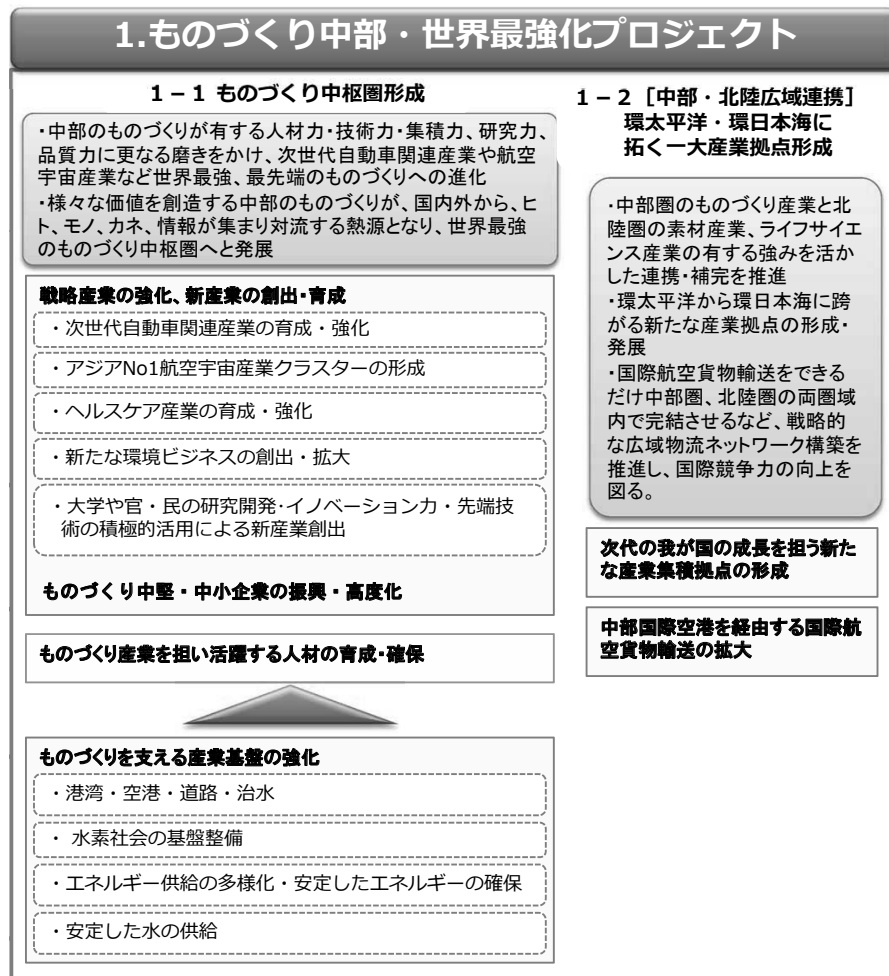 1.ものづくり中部・世界最強化プロジェクト
1－1 ものづくり中枢圏形成
・中部のものづくりが有する人材力・技術力・集積力、研究力、
品質力に更なる磨きをかけ、次世代自動車関連産業や航空
宇宙産業など世界最強、最先端のものづくりへの進化
・様々な価値を創造する中部のものづくりが、国内外から、ヒ
ト、モノ、カネ、情報が集まり対流する熱源となり、世界最強
のものづくり中枢圏へと発展
戦略産業の強化、新産業の創出・育成
・次世代自動車関連産業の育成・強化
・アジアNo1航空宇宙産業クラスターの形成
・ヘルスケア産業の育成・強化
・新たな環境ビジネスの創出・拡大
・大学や官・民の研究開発・イノベーション力・先端技
術の積極的活用による新産業創出
ものづくり中堅・中小企業の振興・高度化
ものづくり産業を担い活躍する人材の育成・確保
ものづくりを支える産業基盤の強化
・港湾・空港・道路・治水
・ 水素社会の基盤整備
・エネルギー供給の多様化・安定したエネルギーの確保
・安定した水の供給
1－2［中部・北陸広域連携］
環太平洋・環日本海に
拓く一大産業拠点形成
・中部圏のものづくり産業と北
陸圏の素材産業、ライフサイエ
ンス産業の有する強みを活か
した連携・補完を推進
・環太平洋から環日本海に跨
がる新たな産業拠点の形成・
発展
・国際航空貨物輸送をできる
だけ中部圏、北陸圏の両圏域
内で完結させるなど、戦略的
な広域物流ネットワーク構築を
推進し、国際競争力の向上を
図る。
次代の我が国の成長を担う新た
な産業集積拠点の形成
中部国際空港を経由する国際航
空貨物輸送の拡大